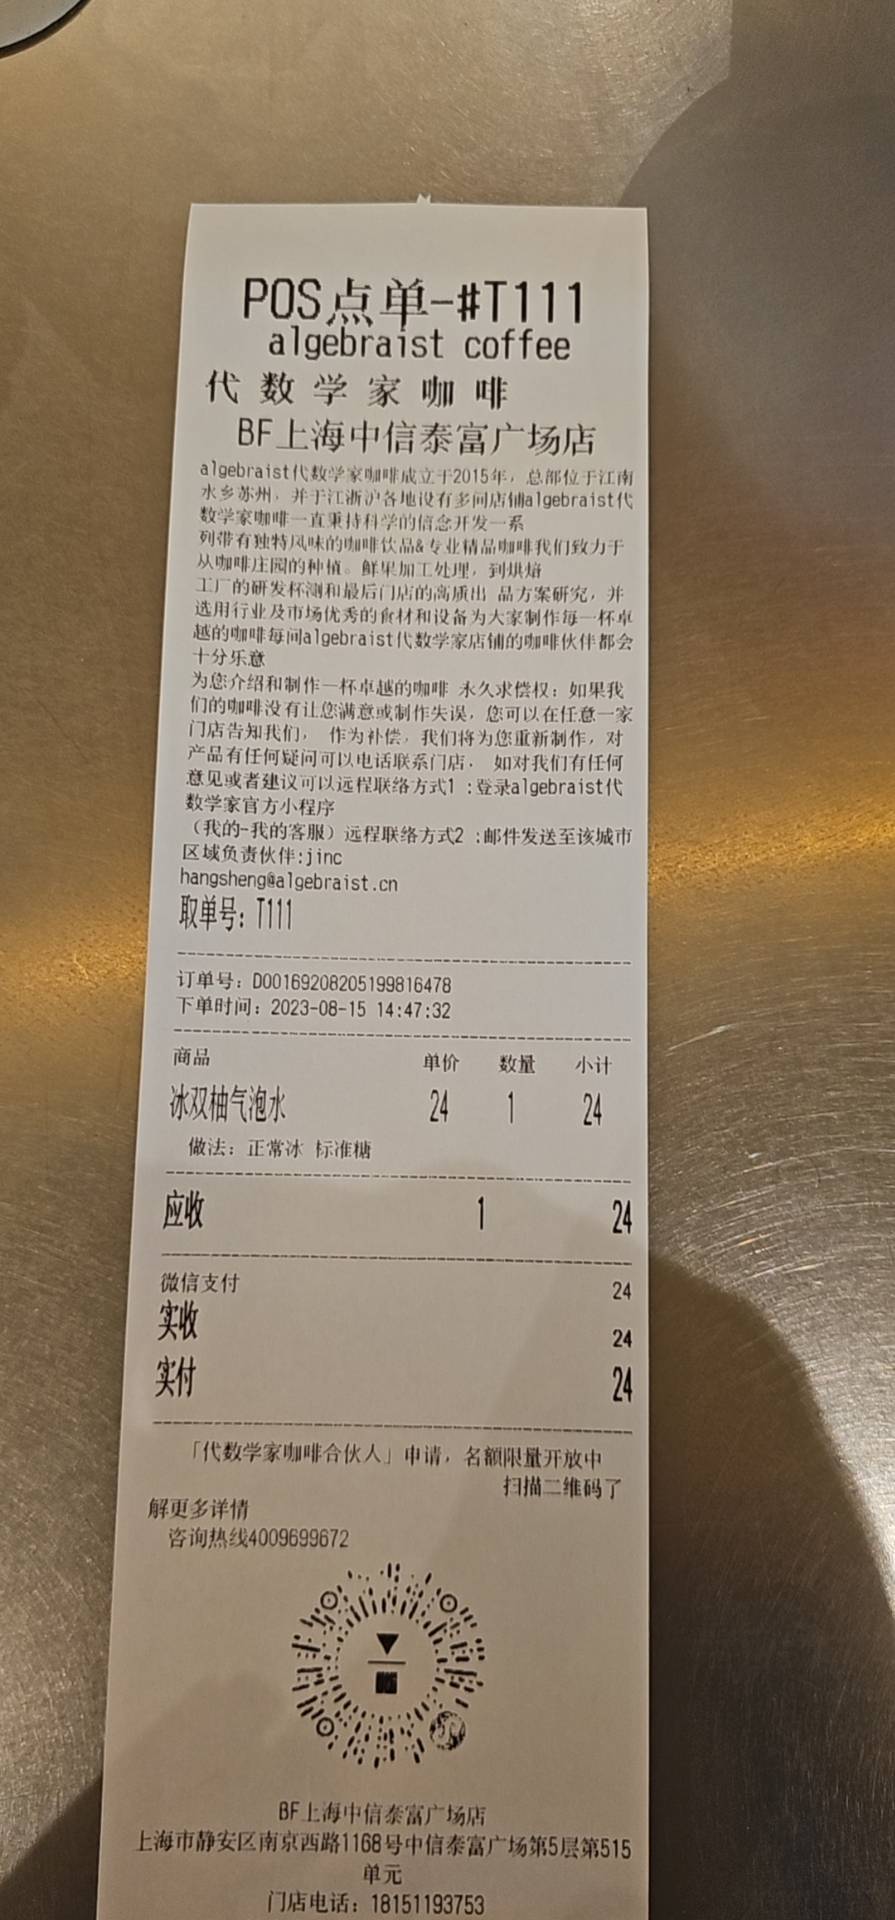 POS点单-#T111
algebraist coffee
代数学家咖啡
BF上海中信泰富广场店
algebraist代数学家咖啡成立于2015年，总部位于江南
水乡苏州，并于江浙沪各地设有多间店铺algebraist代
数学家咖啡一直秉持科学的信念开发一系
列带有独特风味的咖啡饮品&专业精品咖啡我们致力于
从咖啡庄园的种植。鲜果加工处理，到烘焙
工厂的研发杯测和最后门店的高质出 品方案研究，并
选用行业及市场优秀的食材和设备为大家制作每一杯卓
越的咖啡每间algebraist代数学家店铺的咖啡伙伴都会
十分乐意
为您介绍和制作一杯卓越的咖啡 永久求偿权：如果我
们的咖啡没有让您满意或制作失误，您可以在任意一家
门店告知我们， 作为补偿，我们将为您重新制作，对
产品有任何疑问可以电话联系门店． 如对我们有任何
意见或者建议可以远程联络方式1 :登录algebraist代
数学家官方小程序
（我的-我的客服）远程联络方式2 :邮件发送至该城市
区域负责伙伴:jinc
hangsheng@algebraist.cn
取单号: T111
订单号: D00169208205199816478
下单时间: 2023-08-15 14:47:32
商品 单价 数量 小计
冰双柚气泡水 24 1 24
做法: 正常冰 标准糖
应收 1 24
微信支付 24
实收 24
实付 24
「代数学家咖啡合伙人」申请，名额限量开放中
扫描二维码了
解更多详情
咨询热线4009699672
BF上海中信泰富广场店
上海市静安区南京西路1168号中信泰富广场第5层第515
单元
门店电话: 18151193753